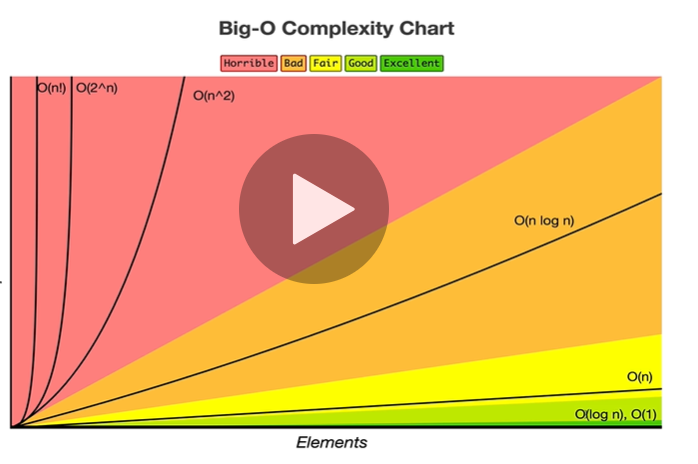 Big-O Complexity Chart
Horrible Bad Fair Good Excellent
O(n!) O(2^n)
O(n^2)
O(n log n)
O(n)
O(log n), O(1)
Elements